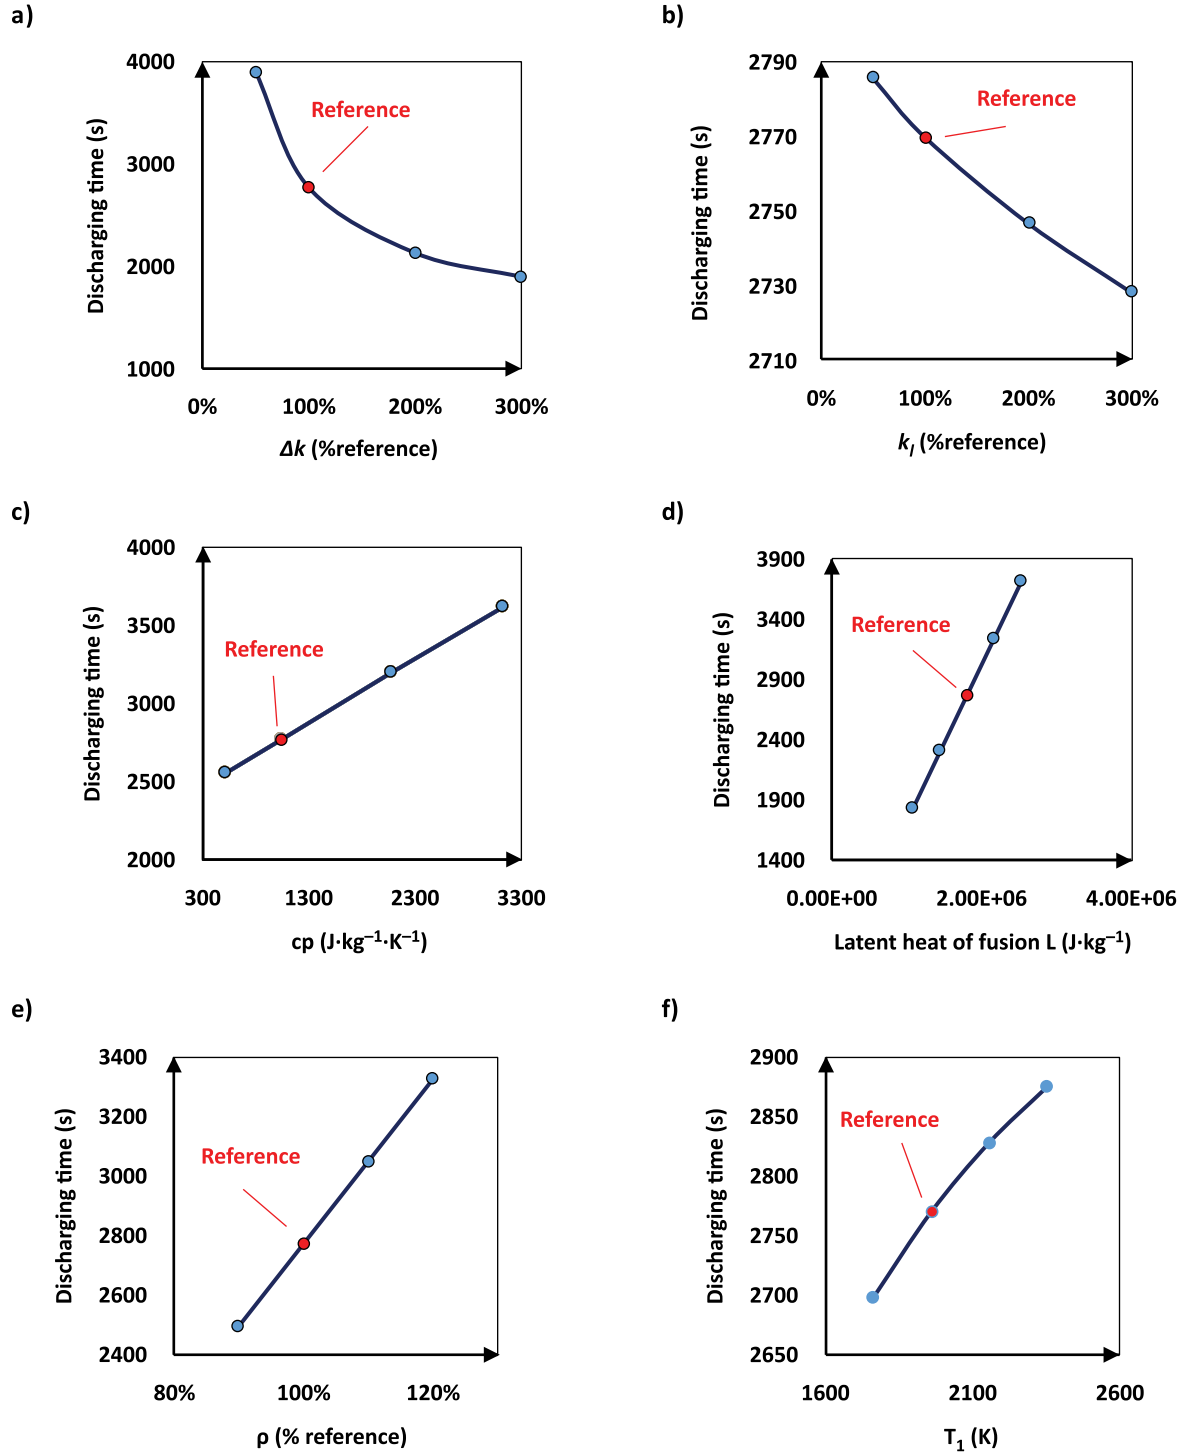 a)
4000
3000
2000
1000
Discharging time (s)
Reference
0% 100% 200% 300%
Δk (%reference)
b)
2790
2770
2750
2730
2710
Discharging time (s)
Reference
0% 100% 200% 300%
kl (%reference)
c)
4000
3500
3000
2500
2000
Discharging time (s)
Reference
300 1300 2300 3300
cp (J·kg⁻¹·K⁻¹)
d)
3900
3400
2900
2400
1900
1400
Discharging time (s)
Reference
0.00E+00 2.00E+06 4.00E+06
Latent heat of fusion L (J·kg⁻¹)
e)
3400
3200
3000
2800
2600
2400
Discharging time (s)
Reference
80% 100% 120%
ρ (% reference)
f)
2900
2850
2800
2750
2700
2650
Discharging time (s)
Reference
1600 2100 2600
T₁ (K)